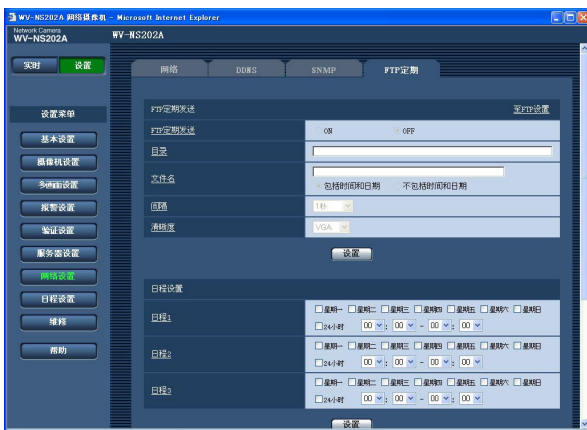 WV-NS202A 网络摄像机 - Microsoft Internet Explorer
Network Camera
WV-NS202A
WV-NS202A
实时
设置
网络
DDNS
SNMP
FTP定期
设置菜单
基本设置
摄像机设置
多画面设置
报警设置
验证设置
服务器设置
网络设置
日程设置
维修
帮助
FTP定期发送
至FTP设置
FTP定期发送
ON
OFF
目录
文件名
包括时间和日期
不包括时间和日期
间隔
1秒
清晰度
VGA
设置
日程设置
日程1
星期一 星期二 星期三 星期四 星期五 星期六 星期日
24小时 00 : 00 - 00 : 00
日程2
星期一 星期二 星期三 星期四 星期五 星期六 星期日
24小时 00 : 00 - 00 : 00
日程3
星期一 星期二 星期三 星期四 星期五 星期六 星期日
24小时 00 : 00 - 00 : 00
设置